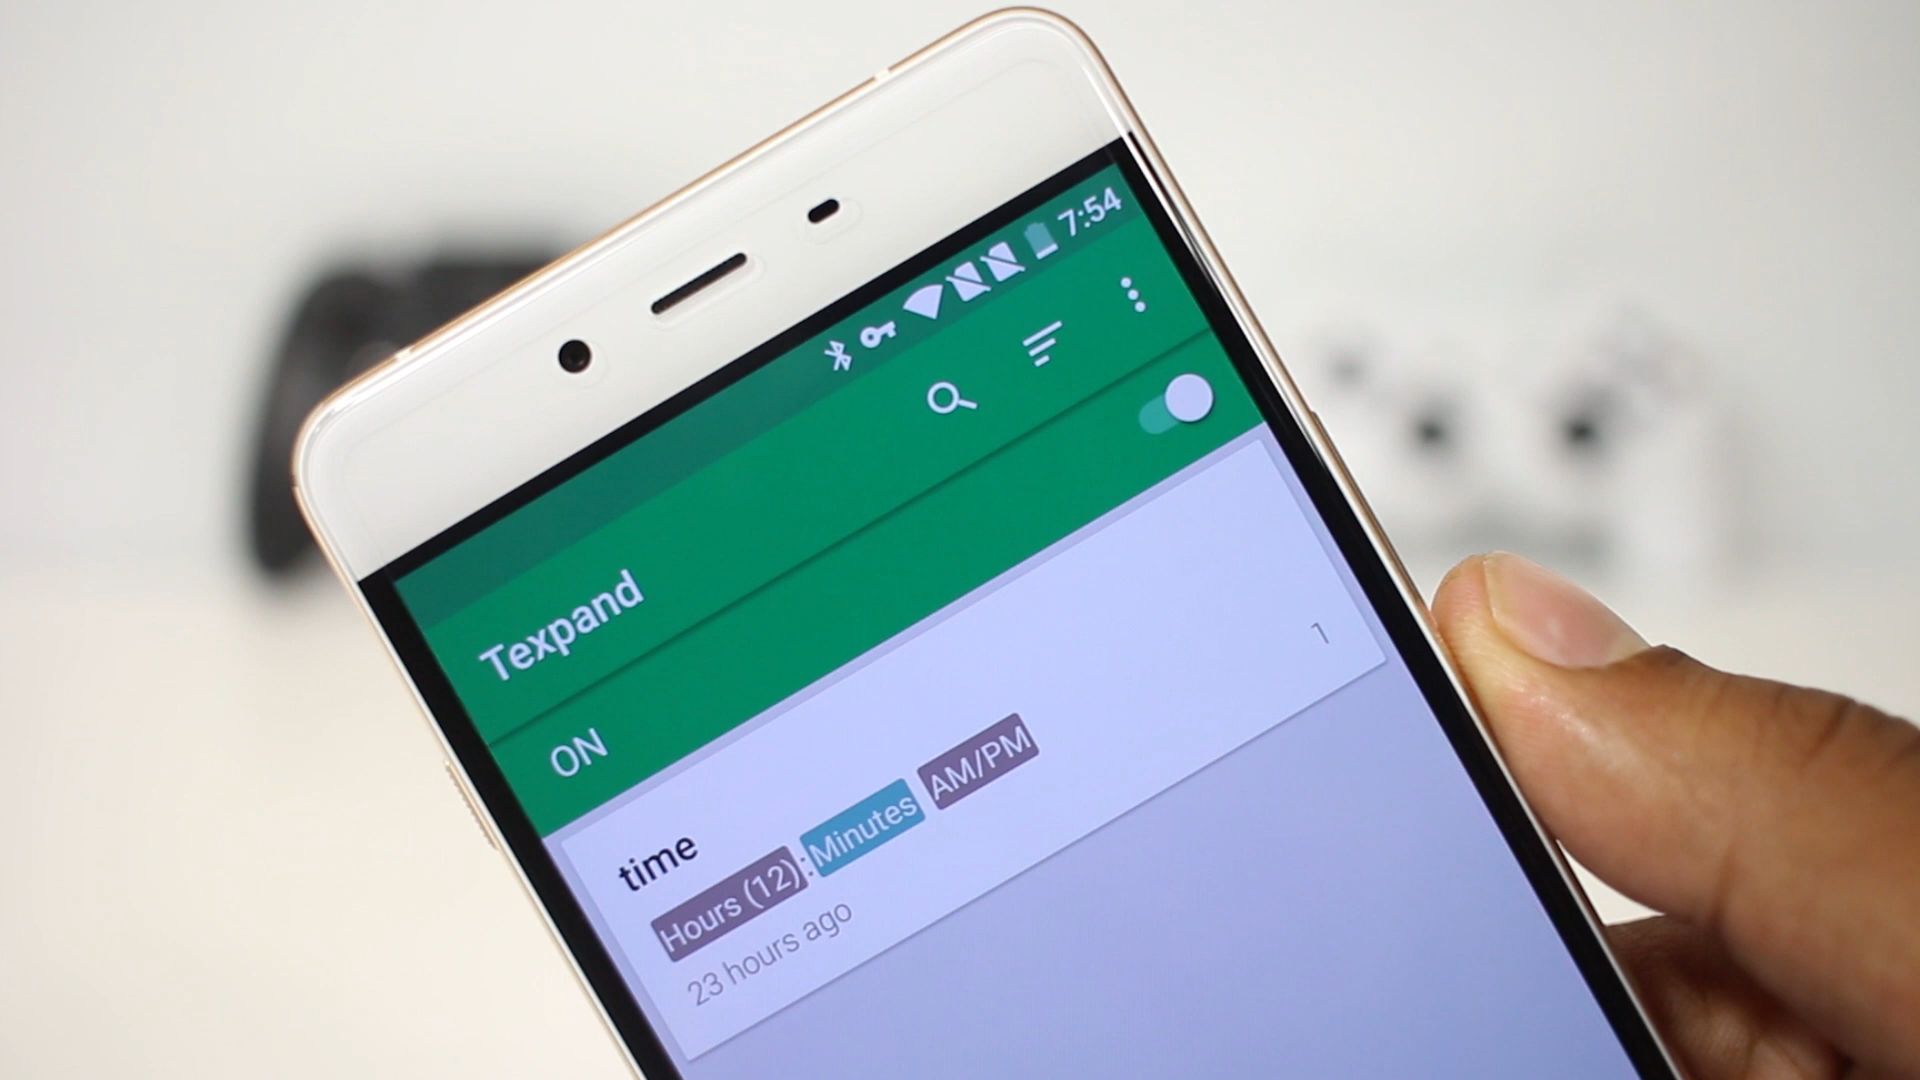 7:54
Texpand
ON
time
Hours (12):Minutes AM/PM
23 hours ago
1